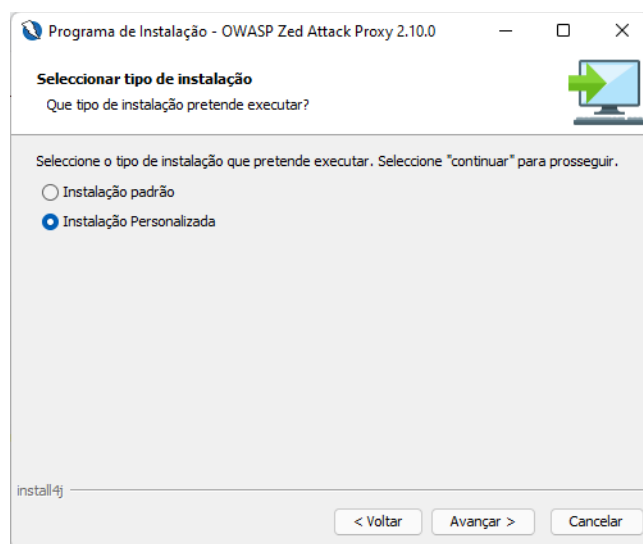 Programa de Instalação - OWASP Zed Attack Proxy 2.10.0
Seleccionar tipo de instalação
Que tipo de instalação pretende executar?
Seleccione o tipo de instalação que pretende executar. Seleccione "continuar" para prosseguir.
Instalação padrão
Instalação Personalizada
install4j
< Voltar
Avançar >
Cancelar